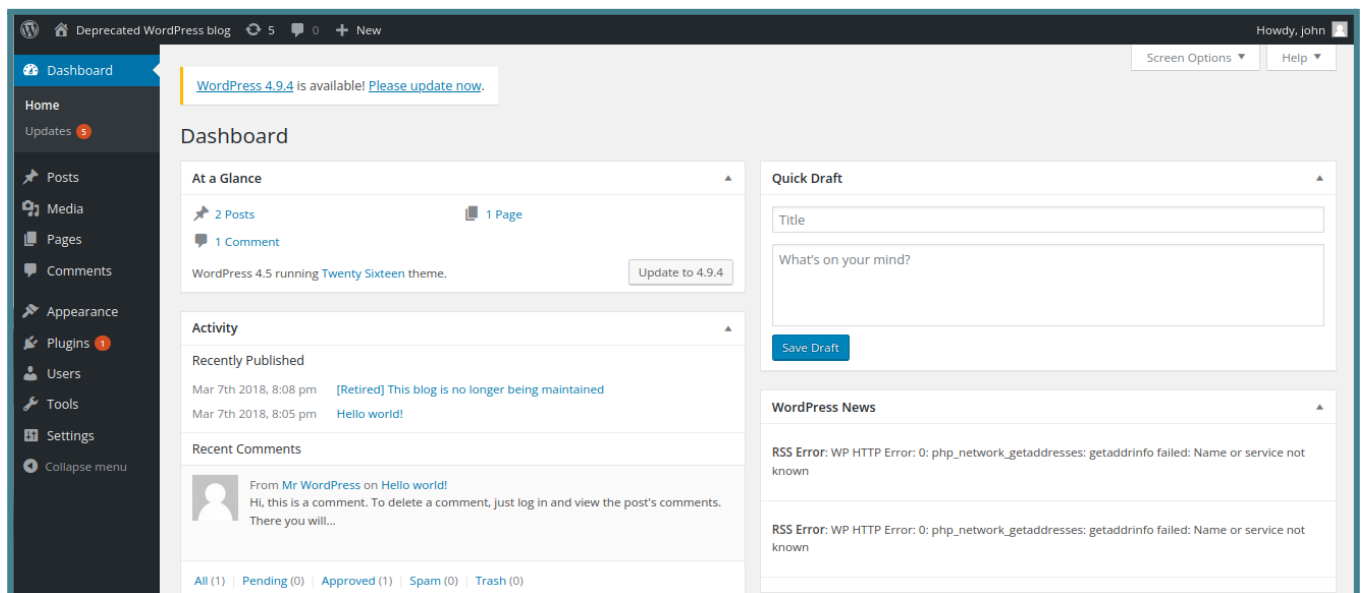 Deprecated WordPress blog 5 0 + New Howdy, john
Dashboard
Home
Updates 5
Posts
Media
Pages
Comments
Appearance
Plugins 1
Users
Tools
Settings
Collapse menu
Screen Options ▼ Help ▼
WordPress 4.9.4 is available! Please update now.
Dashboard
At a Glance
2 Posts 1 Page
1 Comment
WordPress 4.5 running Twenty Sixteen theme. Update to 4.9.4
Activity
Recently Published
Mar 7th 2018, 8:08 pm [Retired] This blog is no longer being maintained
Mar 7th 2018, 8:05 pm Hello world!
Recent Comments
From Mr WordPress on Hello world!
Hi, this is a comment. To delete a comment, just log in and view the post's comments.
There you will...
All (1) | Pending (0) | Approved (1) | Spam (0) | Trash (0)
Quick Draft
Title
What's on your mind?
Save Draft
WordPress News
RSS Error: WP HTTP Error: 0: php_network_getaddresses: getaddrinfo failed: Name or service not
known
RSS Error: WP HTTP Error: 0: php_network_getaddresses: getaddrinfo failed: Name or service not
known